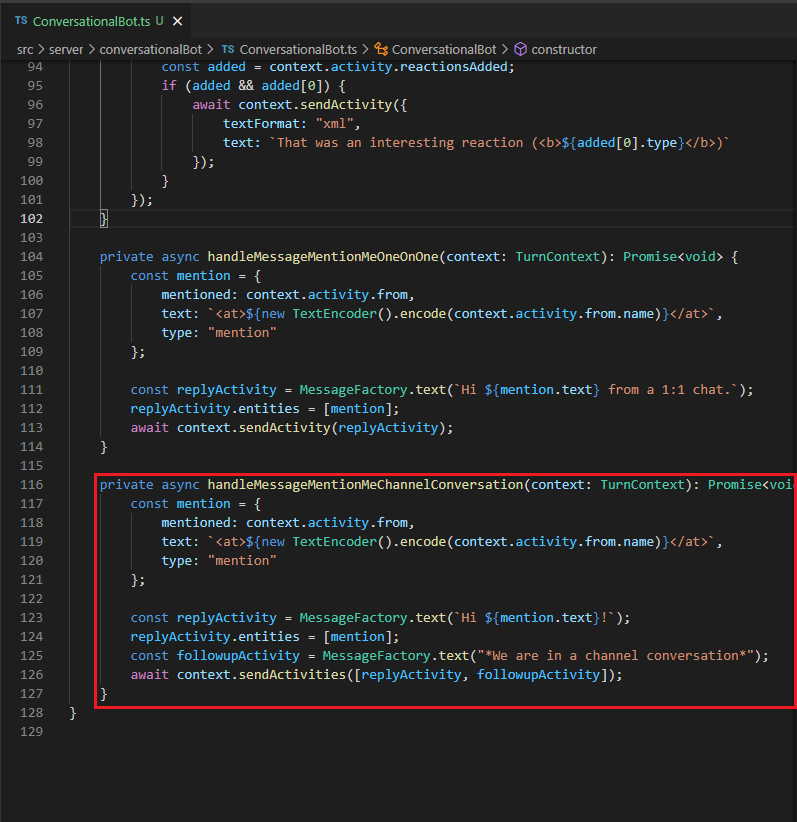 TS ConversationalBot.ts U ×
src > server > conversationalBot > TS ConversationalBot.ts > ConversationalBot > constructor
94 const added = context.activity.reactionsAdded;
95 if (added && added[0]) {
96 await context.sendActivity({
97 textFormat: "xml",
98 text: `That was an interesting reaction (<b>${added[0].type}</b>)`
99 });
100 }
101 });
102 }
103
104 private async handleMessageMentionMeOneOnOne(context: TurnContext): Promise<void> {
105 const mention = {
106 mentioned: context.activity.from,
107 text: `<at>${new TextEncoder().encode(context.activity.from.name)}</at>`,
108 type: "mention"
109 };
110
111 const replyActivity = MessageFactory.text(`Hi ${mention.text} from a 1:1 chat.`);
112 replyActivity.entities = [mention];
113 await context.sendActivity(replyActivity);
114 }
115
116 private async handleMessageMentionMeChannelConversation(context: TurnContext): Promise<voi
117 const mention = {
118 mentioned: context.activity.from,
119 text: `<at>${new TextEncoder().encode(context.activity.from.name)}</at>`,
120 type: "mention"
121 };
122
123 const replyActivity = MessageFactory.text(`Hi ${mention.text}!`);
124 replyActivity.entities = [mention];
125 const followupActivity = MessageFactory.text("*We are in a channel conversation*");
126 await context.sendActivities([replyActivity, followupActivity]);
127 }
128 }
129